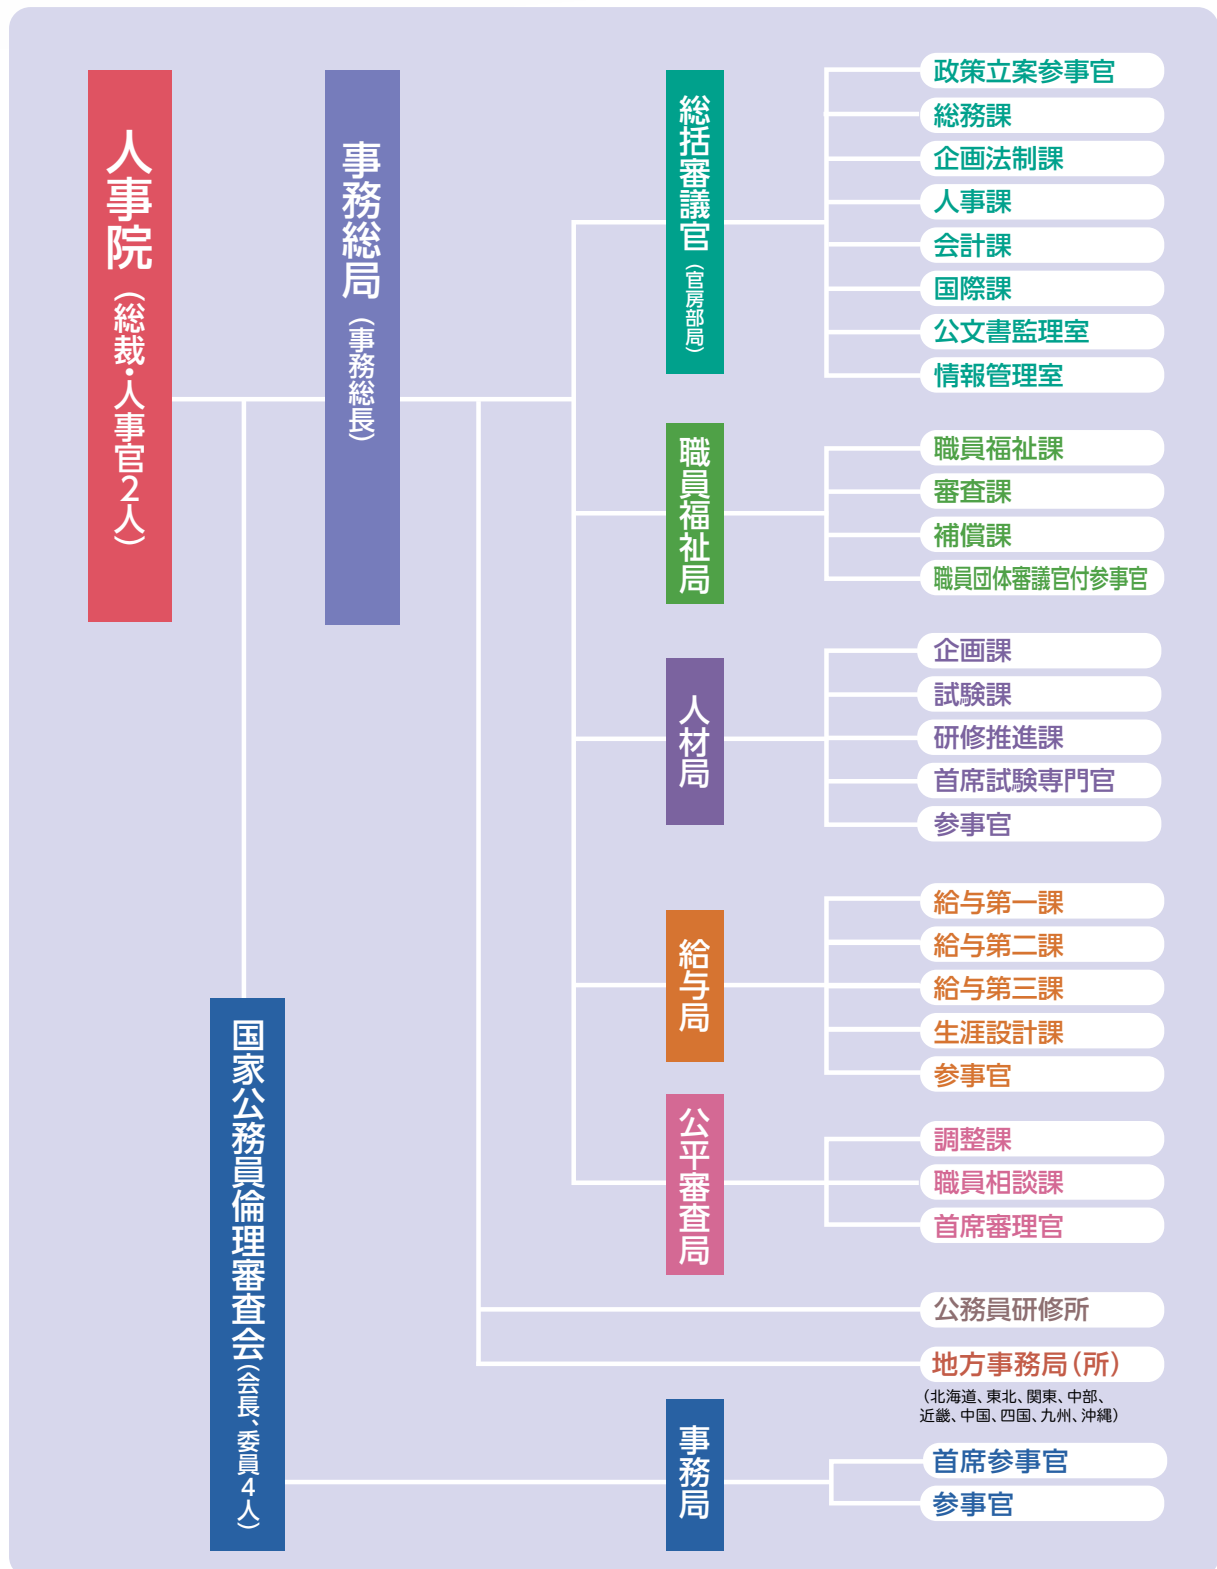 人事院(総裁・人事官2人)
事務総局(事務総長)
総括審議官(官房部局)
政策立案参事官
総務課
企画法制課
人事課
会計課
国際課
公文書監理室
情報管理室
職員福祉局
職員福祉課
審査課
補償課
職員団体審議官付参事官
人材局
企画課
試験課
研修推進課
首席試験専門官
参事官
給与局
給与第一課
給与第二課
給与第三課
生涯設計課
参事官
公平審査局
調整課
職員相談課
首席審理官
公務員研修所
地方事務局(所)
(北海道、東北、関東、中部、
近畿、中国、四国、九州、沖縄)
国家公務員倫理審査会(会長、委員4人)
事務局
首席参事官
参事官